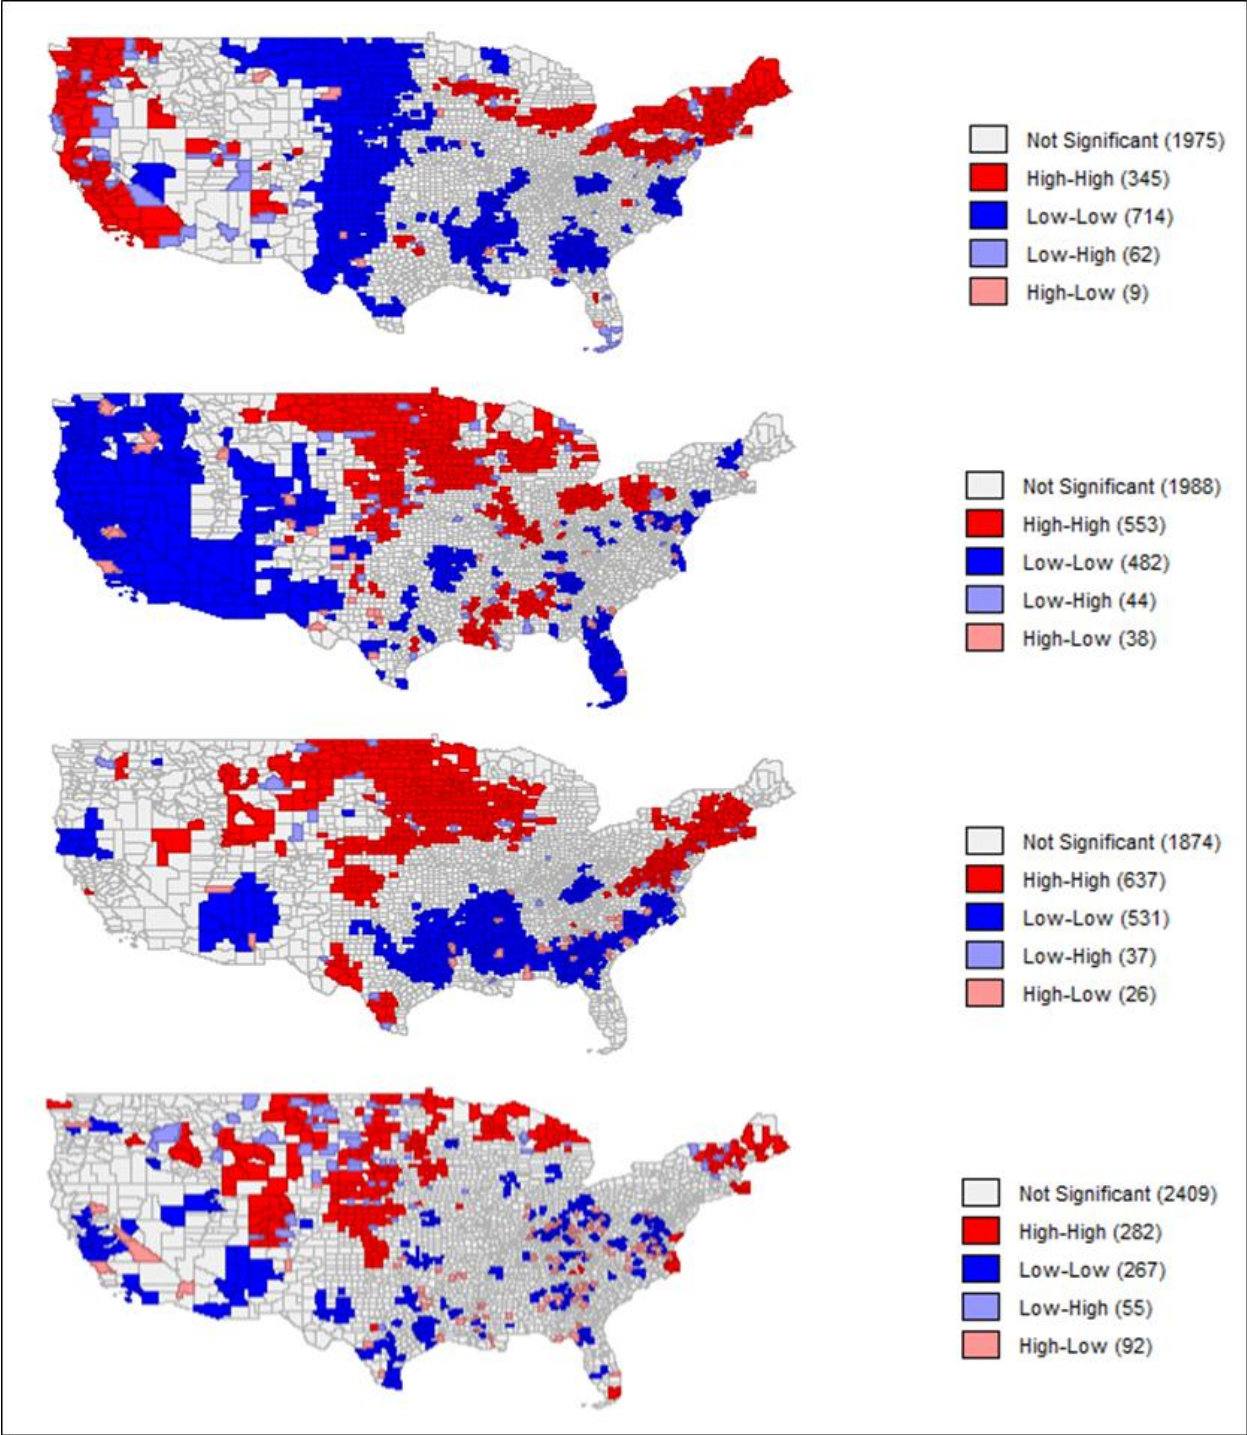 Not Significant (1975)
High-High (345)
Low-Low (714)
Low-High (62)
High-Low (9)
Not Significant (1988)
High-High (553)
Low-Low (482)
Low-High (44)
High-Low (38)
Not Significant (1874)
High-High (637)
Low-Low (531)
Low-High (37)
High-Low (26)
Not Significant (2409)
High-High (282)
Low-Low (267)
Low-High (55)
High-Low (92)